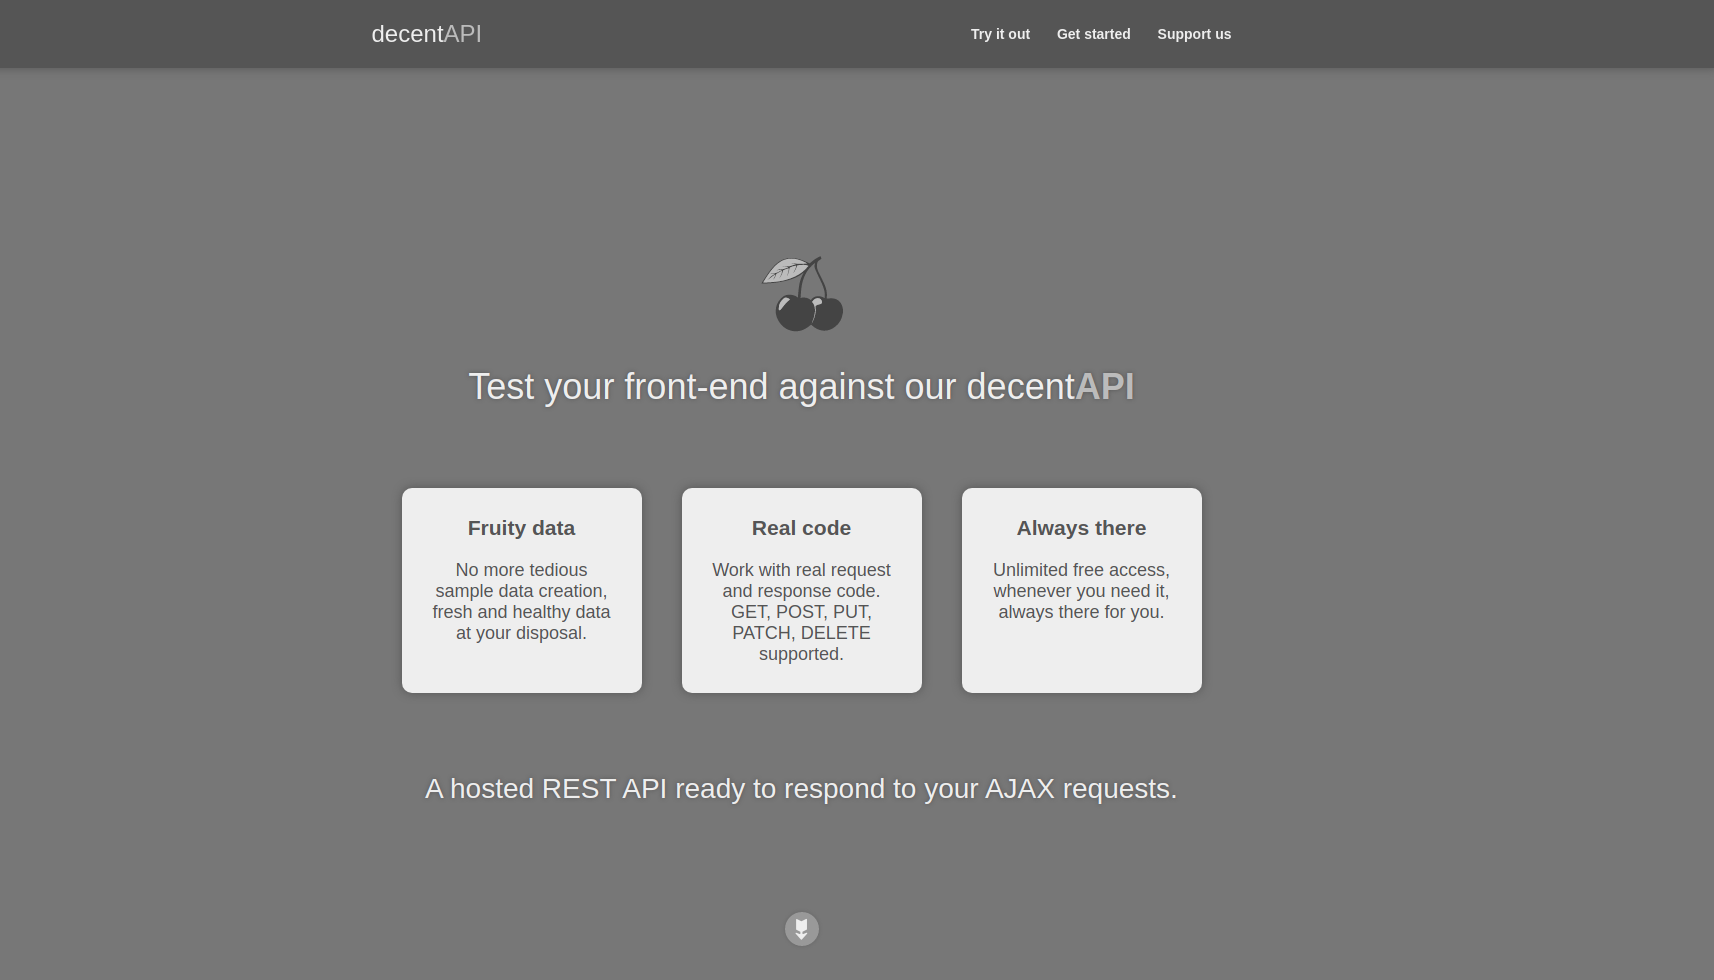 decentAPI
Try it out
Get started
Support us
Test your front-end against our decentAPI
Fruity data
No more tedious
sample data creation,
fresh and healthy data
at your disposal.
Real code
Work with real request
and response code.
GET, POST, PUT,
PATCH, DELETE
supported.
Always there
Unlimited free access,
whenever you need it,
always there for you.
A hosted REST API ready to respond to your AJAX requests.